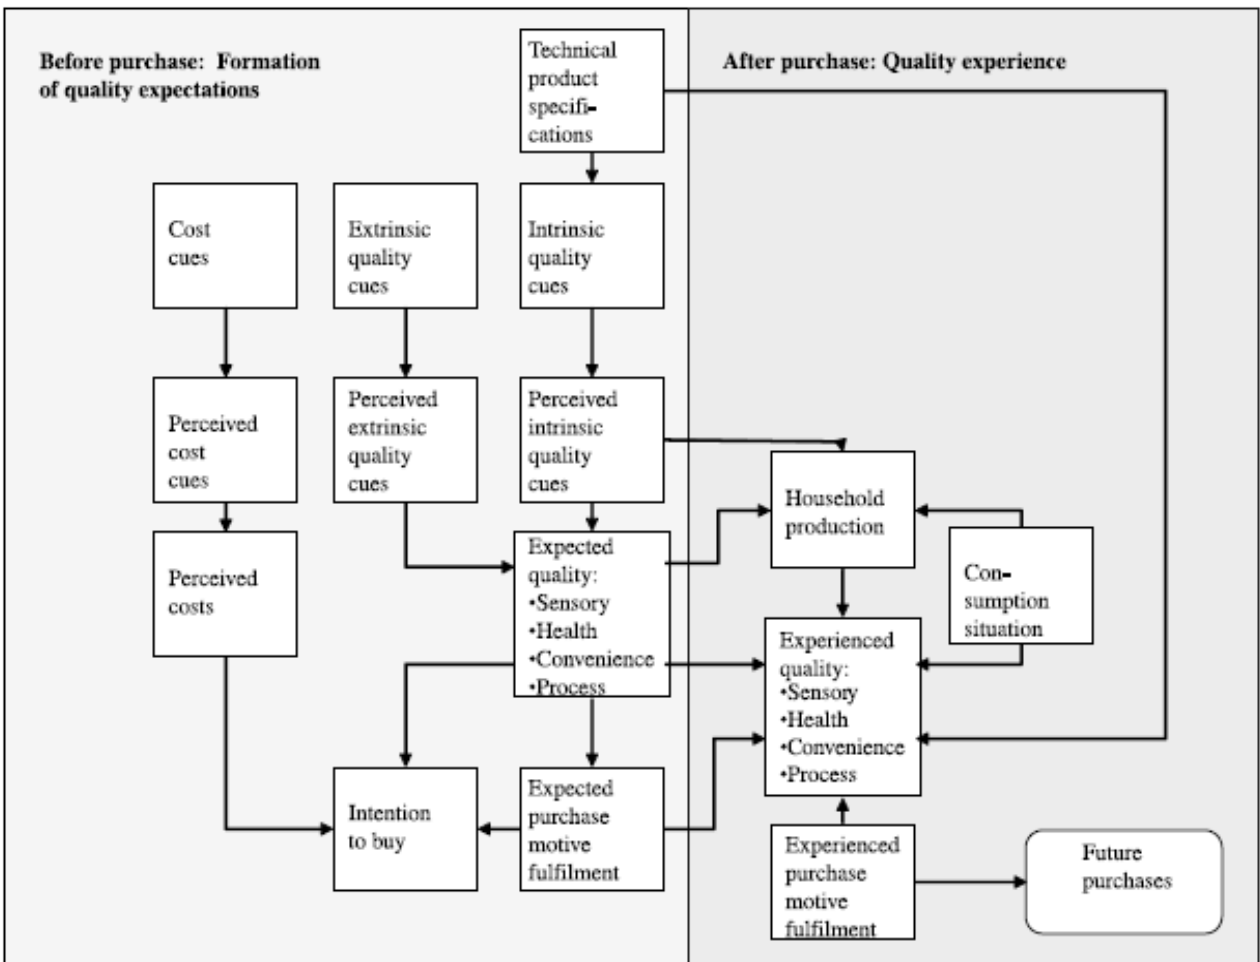 Before purchase: Formation
of quality expectations
Technical
product
specifi-
cations
After purchase: Quality experience
Cost
cues
Extrinsic
quality
cues
Intrinsic
quality
cues
Perceived
cost
cues
Perceived
extrinsic
quality
cues
Perceived
intrinsic
quality
cues
Household
production
Perceived
costs
Expected
quality:
•Sensory
•Health
•Convenience
•Process
Con-
sumption
situation
Experienced
quality:
•Sensory
•Health
•Convenience
•Process
Intention
to buy
Expected
purchase
motive
fulfilment
Experienced
purchase
motive
fulfilment
Future
purchases